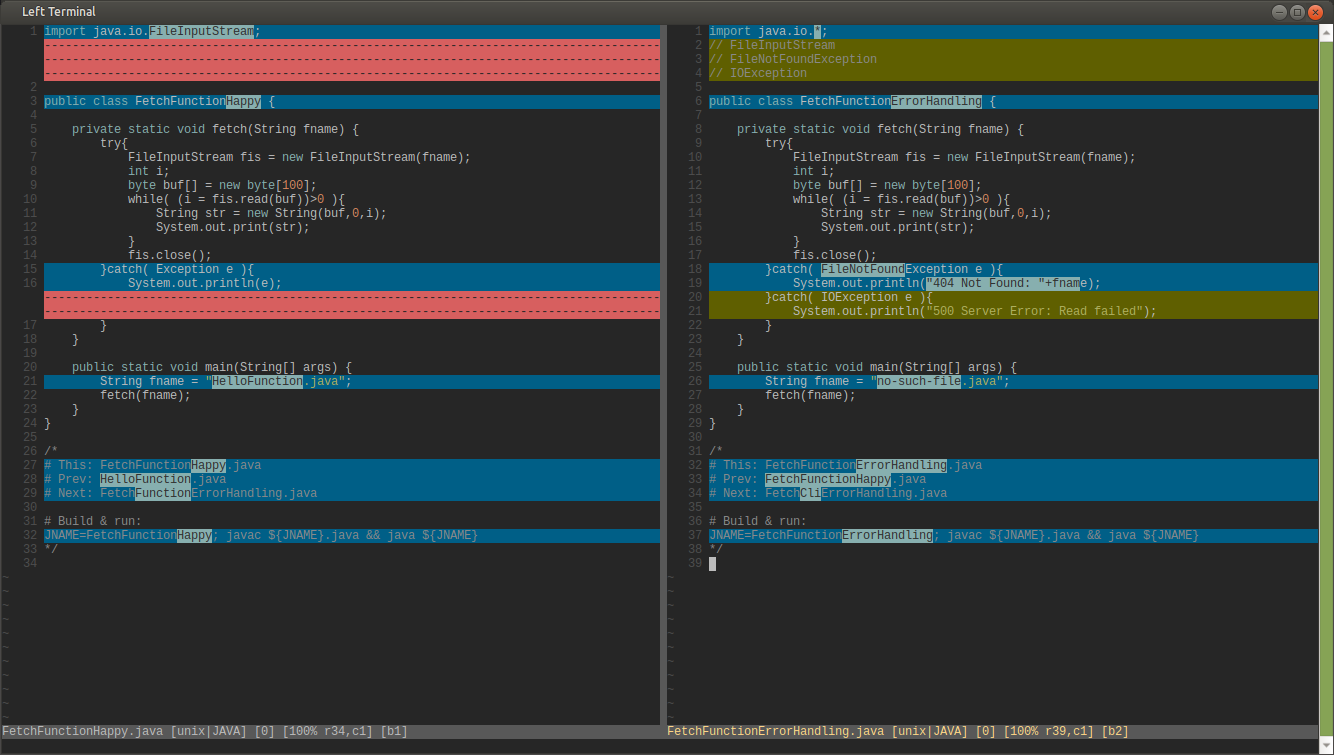 Left Terminal
1 import java.io.FileInputStream;
2
3 public class FetchFunctionHappy {
4
5     private static void fetch(String fname) {
6         try{
7             FileInputStream fis = new FileInputStream(fname);
8             int i;
9             byte buf[] = new byte[100];
10             while( (i = fis.read(buf))>0 ){
11                 String str = new String(buf,0,i);
12                 System.out.print(str);
13             }
14             fis.close();
15         }catch( Exception e ){
16             System.out.println(e);
17         }
18     }
19
20     public static void main(String[] args) {
21         String fname = "HelloFunction.java";
22         fetch(fname);
23     }
24 }
25
26 /*
27 # This: FetchFunctionHappy.java
28 # Prev: HelloFunction.java
29 # Next: FetchFunctionErrorHandling.java
30
31 # Build & run:
32 JNAME=FetchFunctionHappy; javac ${JNAME}.java && java ${JNAME}
33 */
34
~
~
~
~
~
~
~
~
~
~
~
FetchFunctionHappy.java [unix|JAVA] [0] [100% r34,c1] [b1]
1 import java.io.*;
2 // FileInputStream
3 // FileNotFoundException
4 // IOException
5
6 public class FetchFunctionErrorHandling {
7
8     private static void fetch(String fname) {
9         try{
10             FileInputStream fis = new FileInputStream(fname);
11             int i;
12             byte buf[] = new byte[100];
13             while( (i = fis.read(buf))>0 ){
14                 String str = new String(buf,0,i);
15                 System.out.print(str);
16             }
17             fis.close();
18         }catch( FileNotFoundException e ){
19             System.out.println("404 Not Found: "+fname);
20         }catch( IOException e ){
21             System.out.println("500 Server Error: Read failed");
22         }
23     }
24
25     public static void main(String[] args) {
26         String fname = "no-such-file.java";
27         fetch(fname);
28     }
29 }
30
31 /*
32 # This: FetchFunctionErrorHandling.java
33 # Prev: FetchFunctionHappy.java
34 # Next: FetchCliErrorHandling.java
35
36 # Build & run:
37 JNAME=FetchFunctionErrorHandling; javac ${JNAME}.java && java ${JNAME}
38 */
39
~
~
~
~
~
~
~
~
~
~
~
FetchFunctionErrorHandling.java [unix|JAVA] [0] [100% r39,c1] [b2]